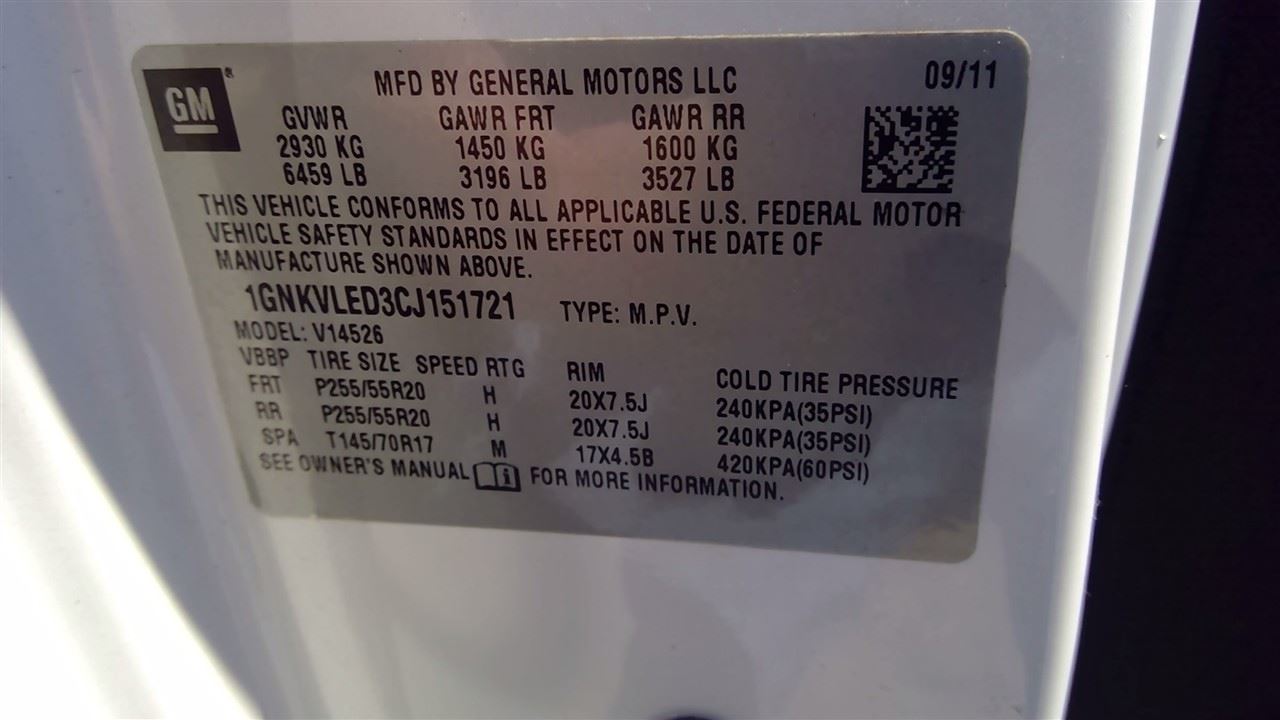 GM® MFD BY GENERAL MOTORS LLC 09/11
GVWR GAWR FRT GAWR RR
2930 KG 1450 KG 1600 KG
6459 LB 3196 LB 3527 LB
THIS VEHICLE CONFORMS TO ALL APPLICABLE U.S. FEDERAL MOTOR
VEHICLE SAFETY STANDARDS IN EFFECT ON THE DATE OF
MANUFACTURE SHOWN ABOVE.
1GNKVLED3CJ151721 TYPE: M.P.V.
MODEL: V14526
VBBP TIRE SIZE SPEED RTG RIM COLD TIRE PRESSURE
FRT P255/55R20 H 20X7.5J 240KPA(35PSI)
RR P255/55R20 H 20X7.5J 240KPA(35PSI)
SPA T145/70R17 M 17X4.5B 420KPA(60PSI)
SEE OWNER'S MANUAL i FOR MORE INFORMATION.